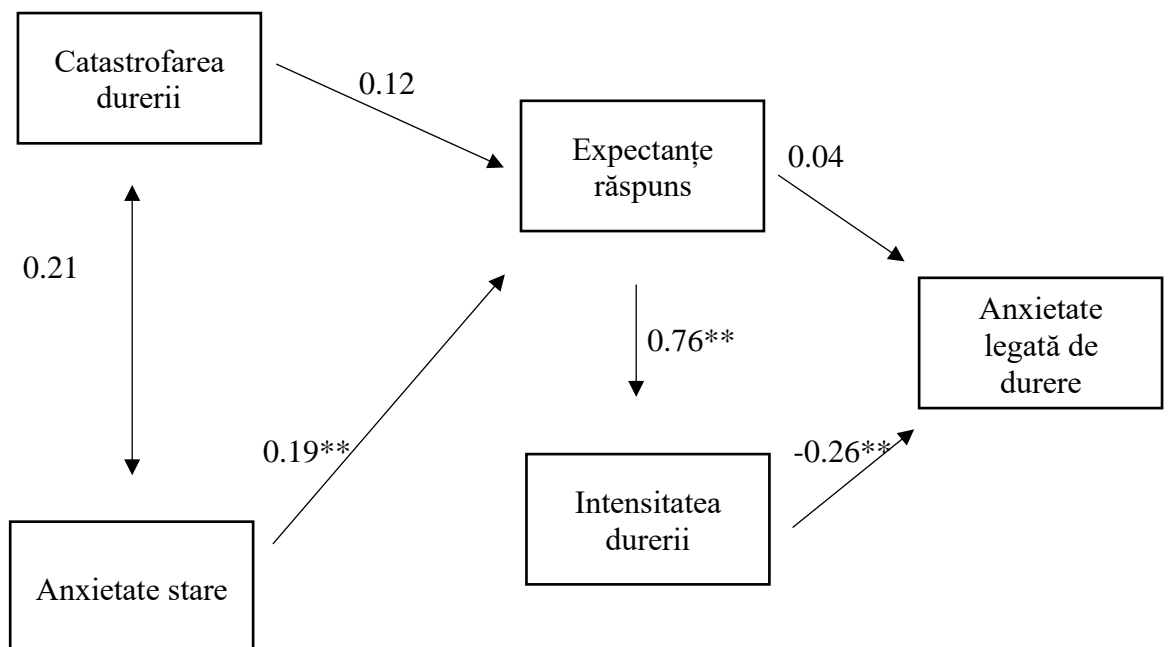 Catastrofarea
durerii
0.12
Expectanțe
răspuns
0.04
0.21
Anxietate
legată de
durere
0.76**
0.19**
-0.26**
Intensitatea
durerii
Anxietate stare